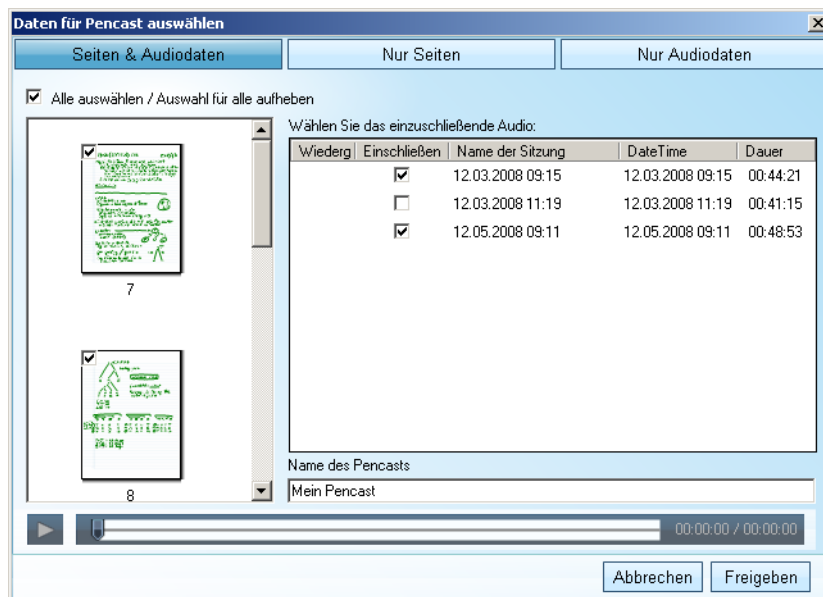 Daten für Pencast auswählen
Seiten & Audiodaten
Nur Seiten
Nur Audiodaten
Alle auswählen / Auswahl für alle aufheben
Wählen Sie das einzuschließende Audio:
Wiederg Einschließen Name der Sitzung DateTime Dauer
12.03.2008 09:15 12.03.2008 09:15 00:44:21
12.03.2008 11:19 12.03.2008 11:19 00:41:15
12.05.2008 09:11 12.05.2008 09:11 00:48:53
7
8
Name des Pencasts
Mein Pencast
00:00:00 / 00:00:00
Abbrechen Freigeben